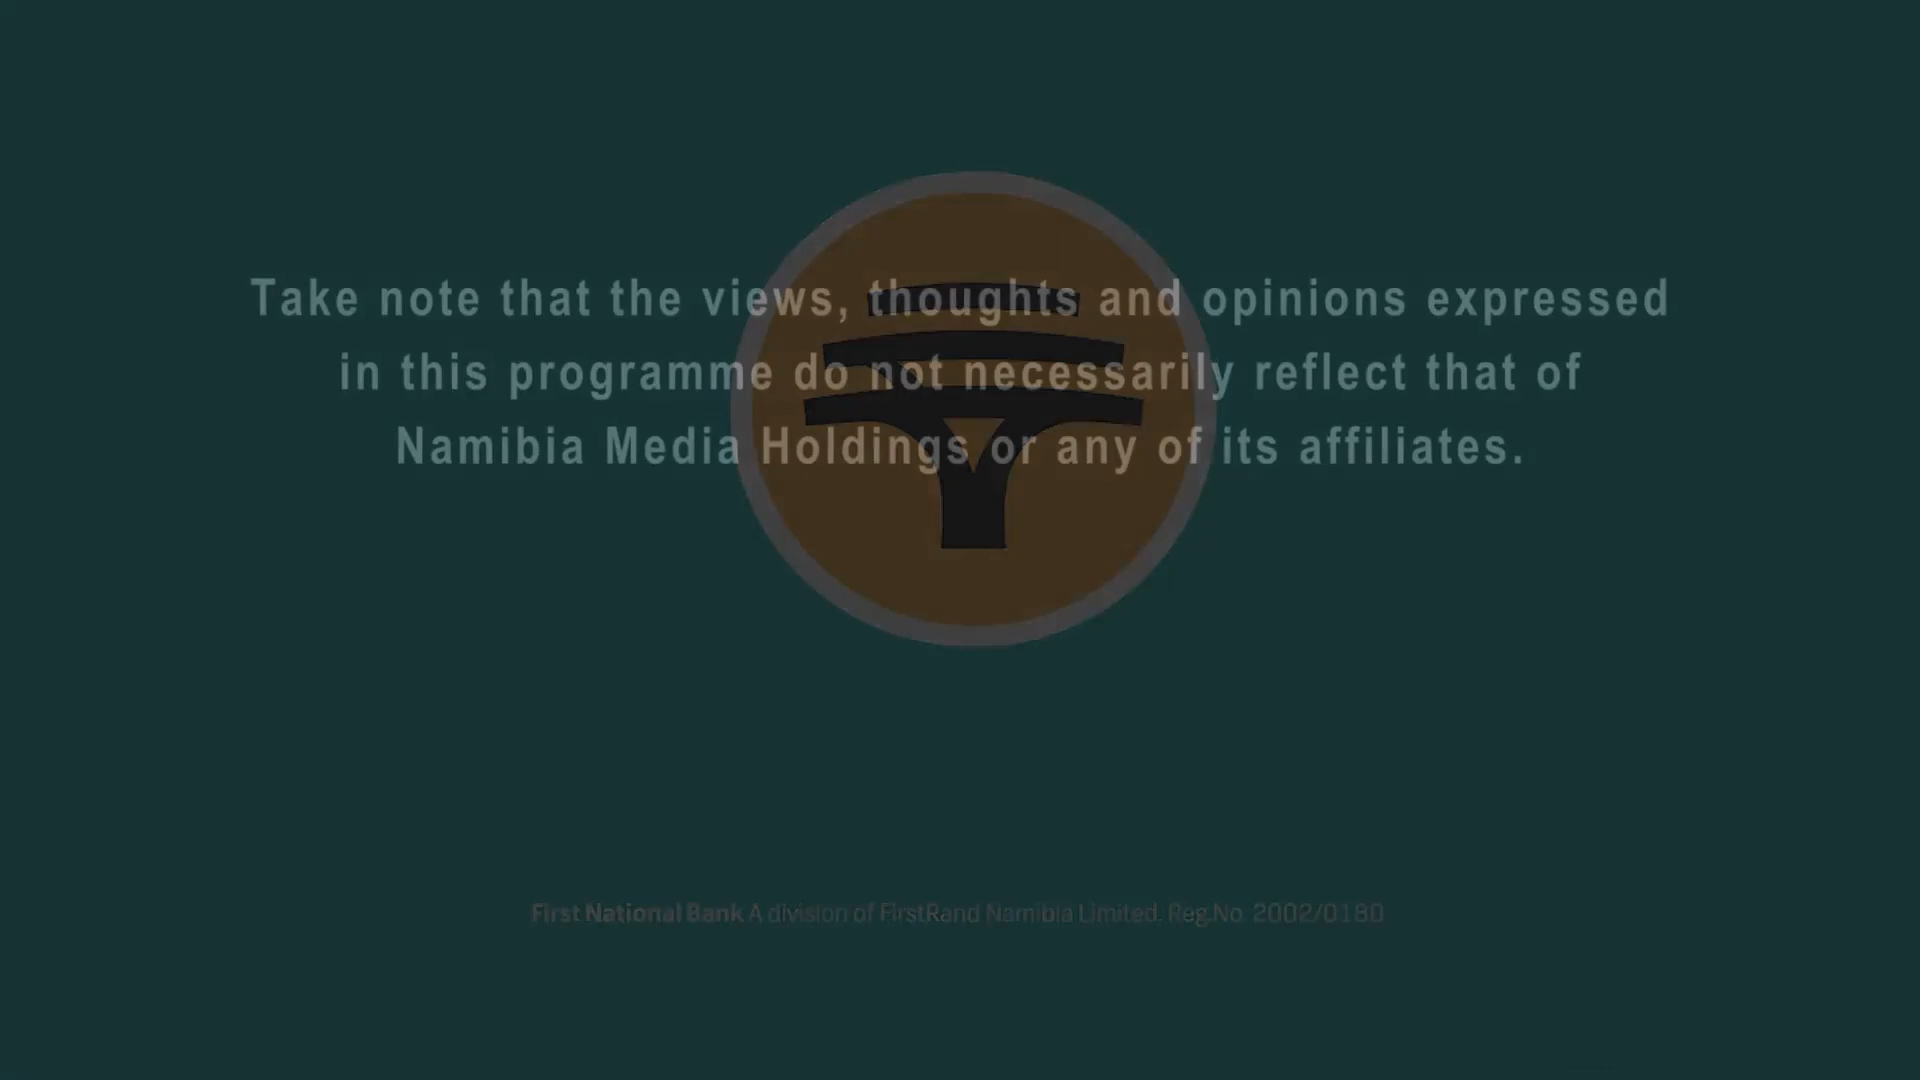 Take note that the views, thoughts and opinions expressed
in this programme do not necessarily reflect that of
Namibia Media Holdings or any of its affiliates.
First National Bank A division of FirstRand Namibia Limited. Reg.No. 2002/0180